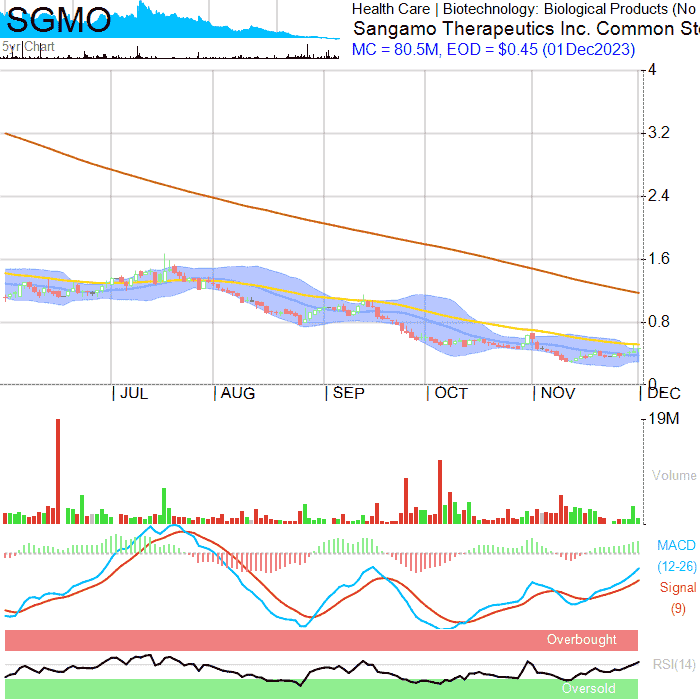 SGMO
5yr Chart
Health Care | Biotechnology: Biological Products (No
Sangamo Therapeutics Inc. Common Sto
MC = 80.5M, EOD = $0.45 (01Dec2023)
4
3.2
2.4
1.6
0.8
0
JUL AUG SEP OCT NOV DEC
19M
Volume
MACD
(12-26)
Signal
(9)
Overbought
RSI(14)
Oversold